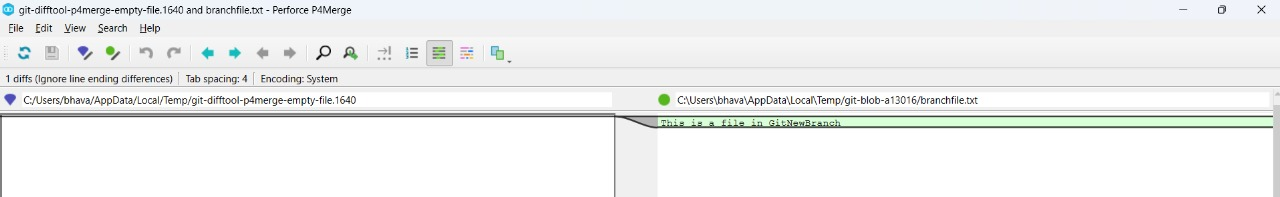 git-difftool-p4merge-empty-file.1640 and branchfile.txt - Perforce P4Merge
File Edit View Search Help
1 diffs (Ignore line ending differences) Tab spacing: 4 Encoding: System
C:/Users/bhava/AppData/Local/Temp/git-difftool-p4merge-empty-file.1640 C:\Users\bhava\AppData\Local\Temp/git-blob-a13016/branchfile.txt
This is a file in GitNewBranch